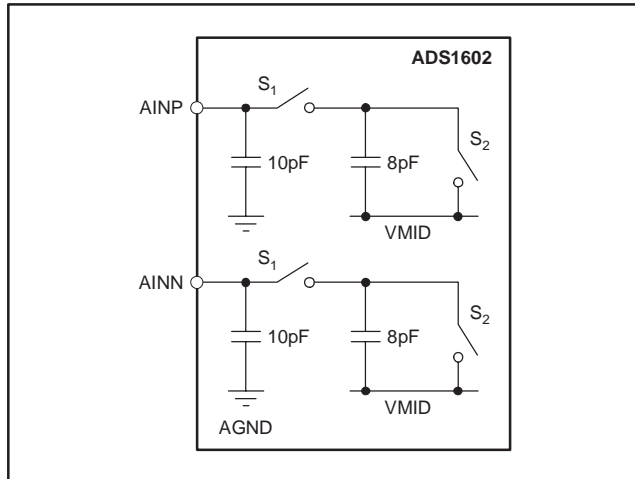 ADS1602
S1
AINP
S2
10pF
8pF
VMID
S1
AINN
S2
10pF
8pF
VMID
AGND